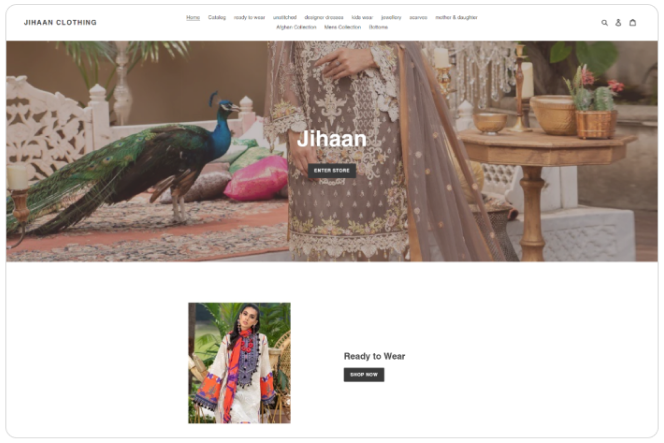 JIHAAN CLOTHING
Home Catalog ready to wear unstitched designer dresses kids wear jewellery scarves mother & daughter
Afghan Collection Mens Collection Bottoms
Jihaan
ENTER STORE
Ready to Wear
SHOP NOW